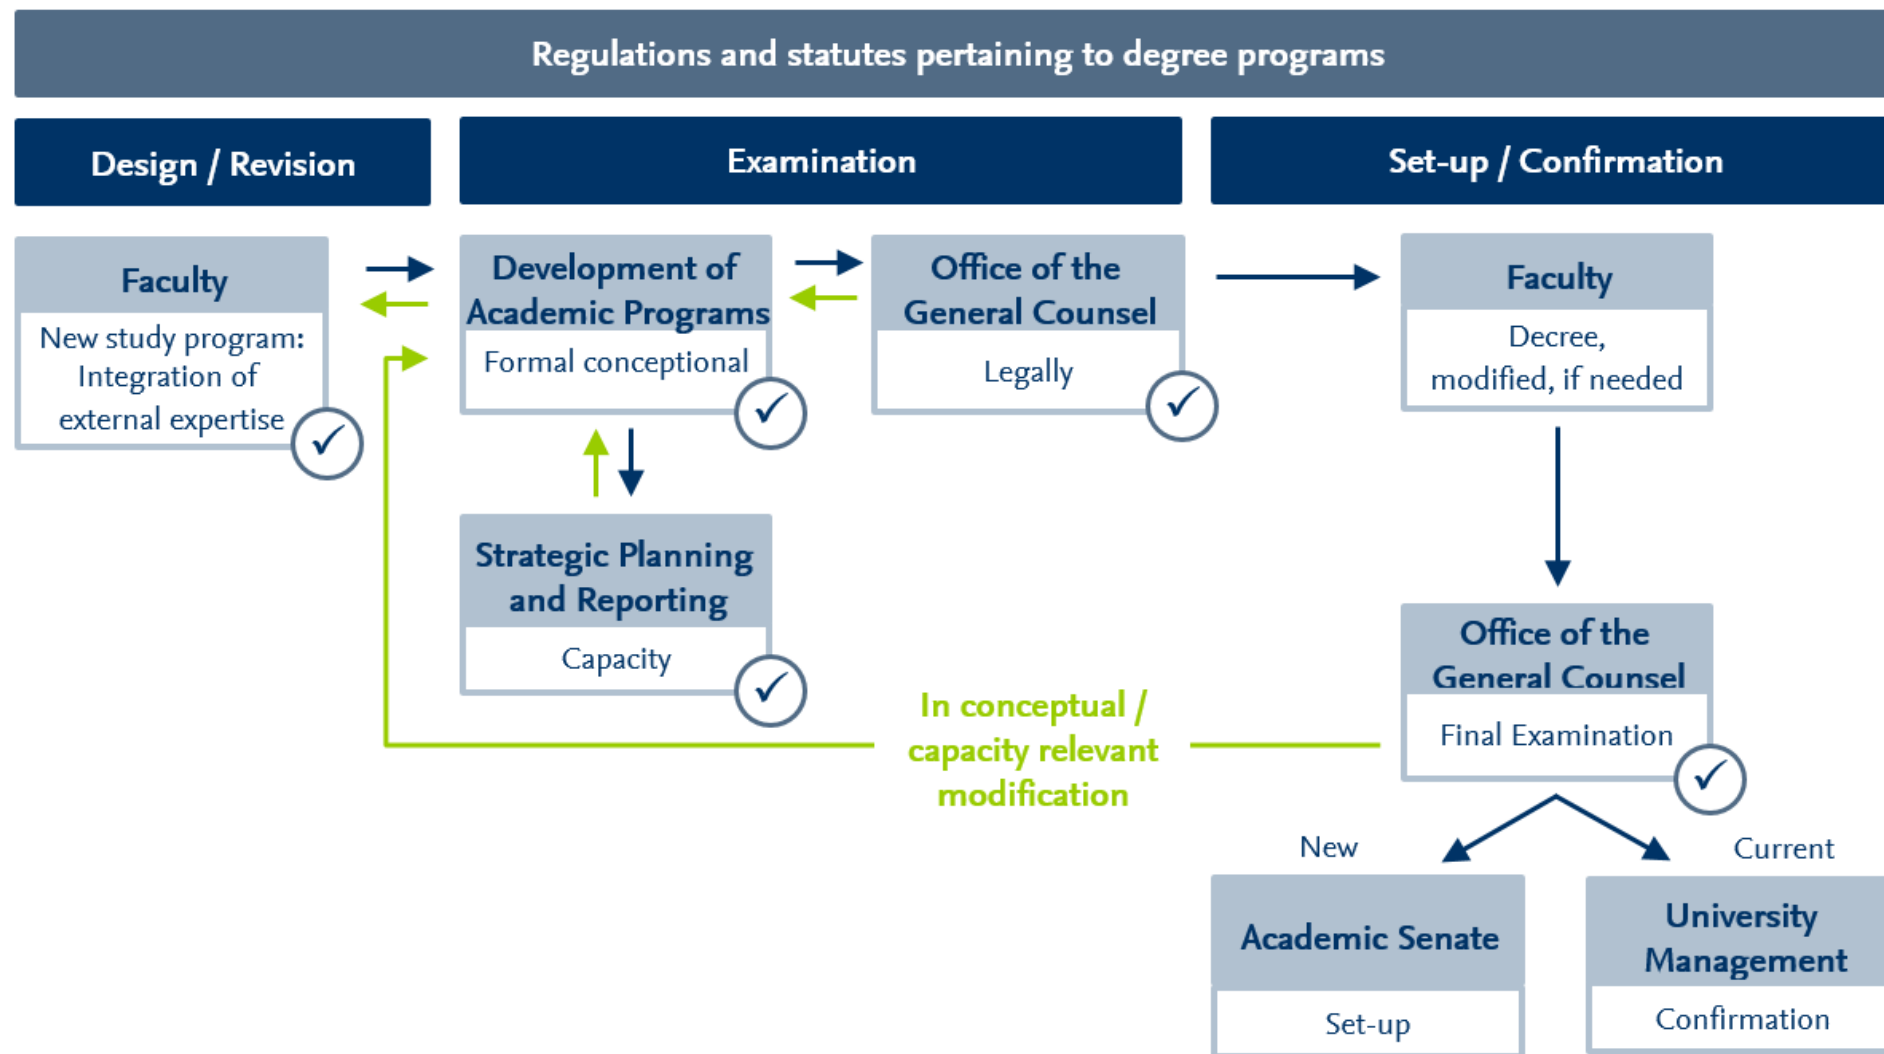 Regulations and statutes pertaining to degree programs
Design / Revision
Examination
Set-up / Confirmation
Faculty
New study program:
Integration of
external expertise
Development of
Academic Programs
Formal conceptional
Office of the
General Counsel
Legally
Faculty
Decree,
modified, if needed
Strategic Planning
and Reporting
Capacity
In conceptual /
capacity relevant
modification
Office of the
General Counsel
Final Examination
New
Current
Academic Senate
Set-up
University
Management
Confirmation